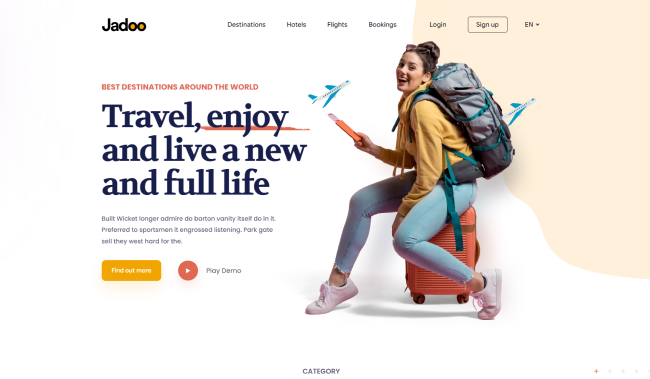 Jadoo
Destinations
Hotels
Flights
Bookings
Login
Sign up
EN
BEST DESTINATIONS AROUND THE WORLD
Travel, enjoy
and live a new
and full life
Built Wicket longer admire do barton vanity itself do in it.
Preferred to sportsmen it engrossed listening. Park gate
sell they west hard for the.
Find out more
Play Demo
CATEGORY